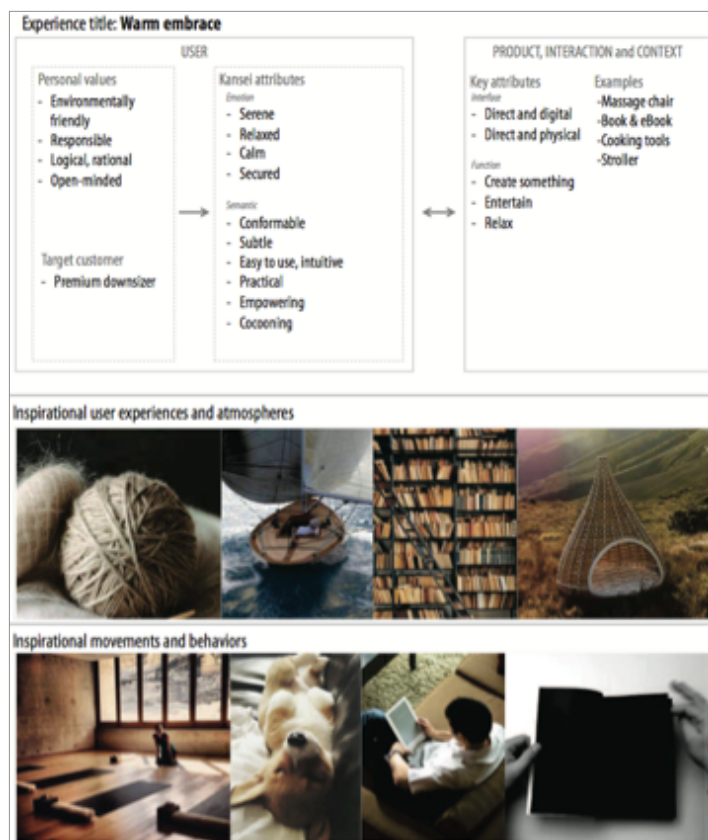 Experience title: Warm embrace
USER
Personal values
- Environmentally
friendly
- Responsible
- Logical, rational
- Open-minded
Target customer
- Premium downsizer
Kansei attributes
Emotion
- Serene
- Relaxed
- Calm
- Secured
Semantic
- Conformable
- Subtle
- Easy to use, intuitive
- Practical
- Empowering
- Cocooning
PRODUCT, INTERACTION and CONTEXT
Key attributes
Interface
- Direct and digital
- Direct and physical
Function
- Create something
- Entertain
- Relax
Examples
-Massage chair
-Book & eBook
-Cooking tools
-Stroller
Inspirational user experiences and atmospheres
Inspirational movements and behaviors